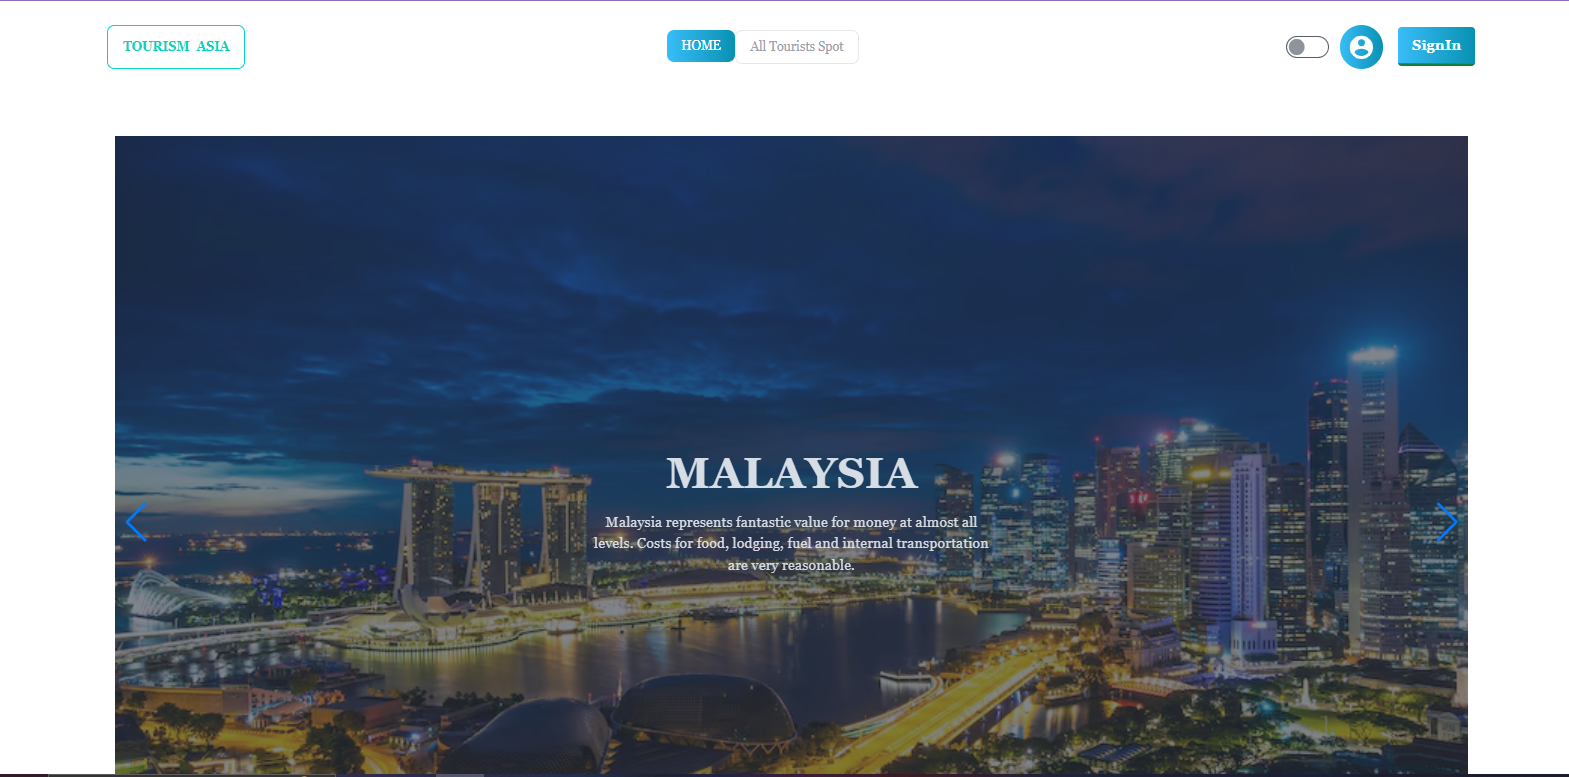 TOURISM ASIA
HOME
All Tourists Spot
SignIn
MALAYSIA
Malaysia represents fantastic value for money at almost all
levels. Costs for food, lodging, fuel and internal transportation
are very reasonable.